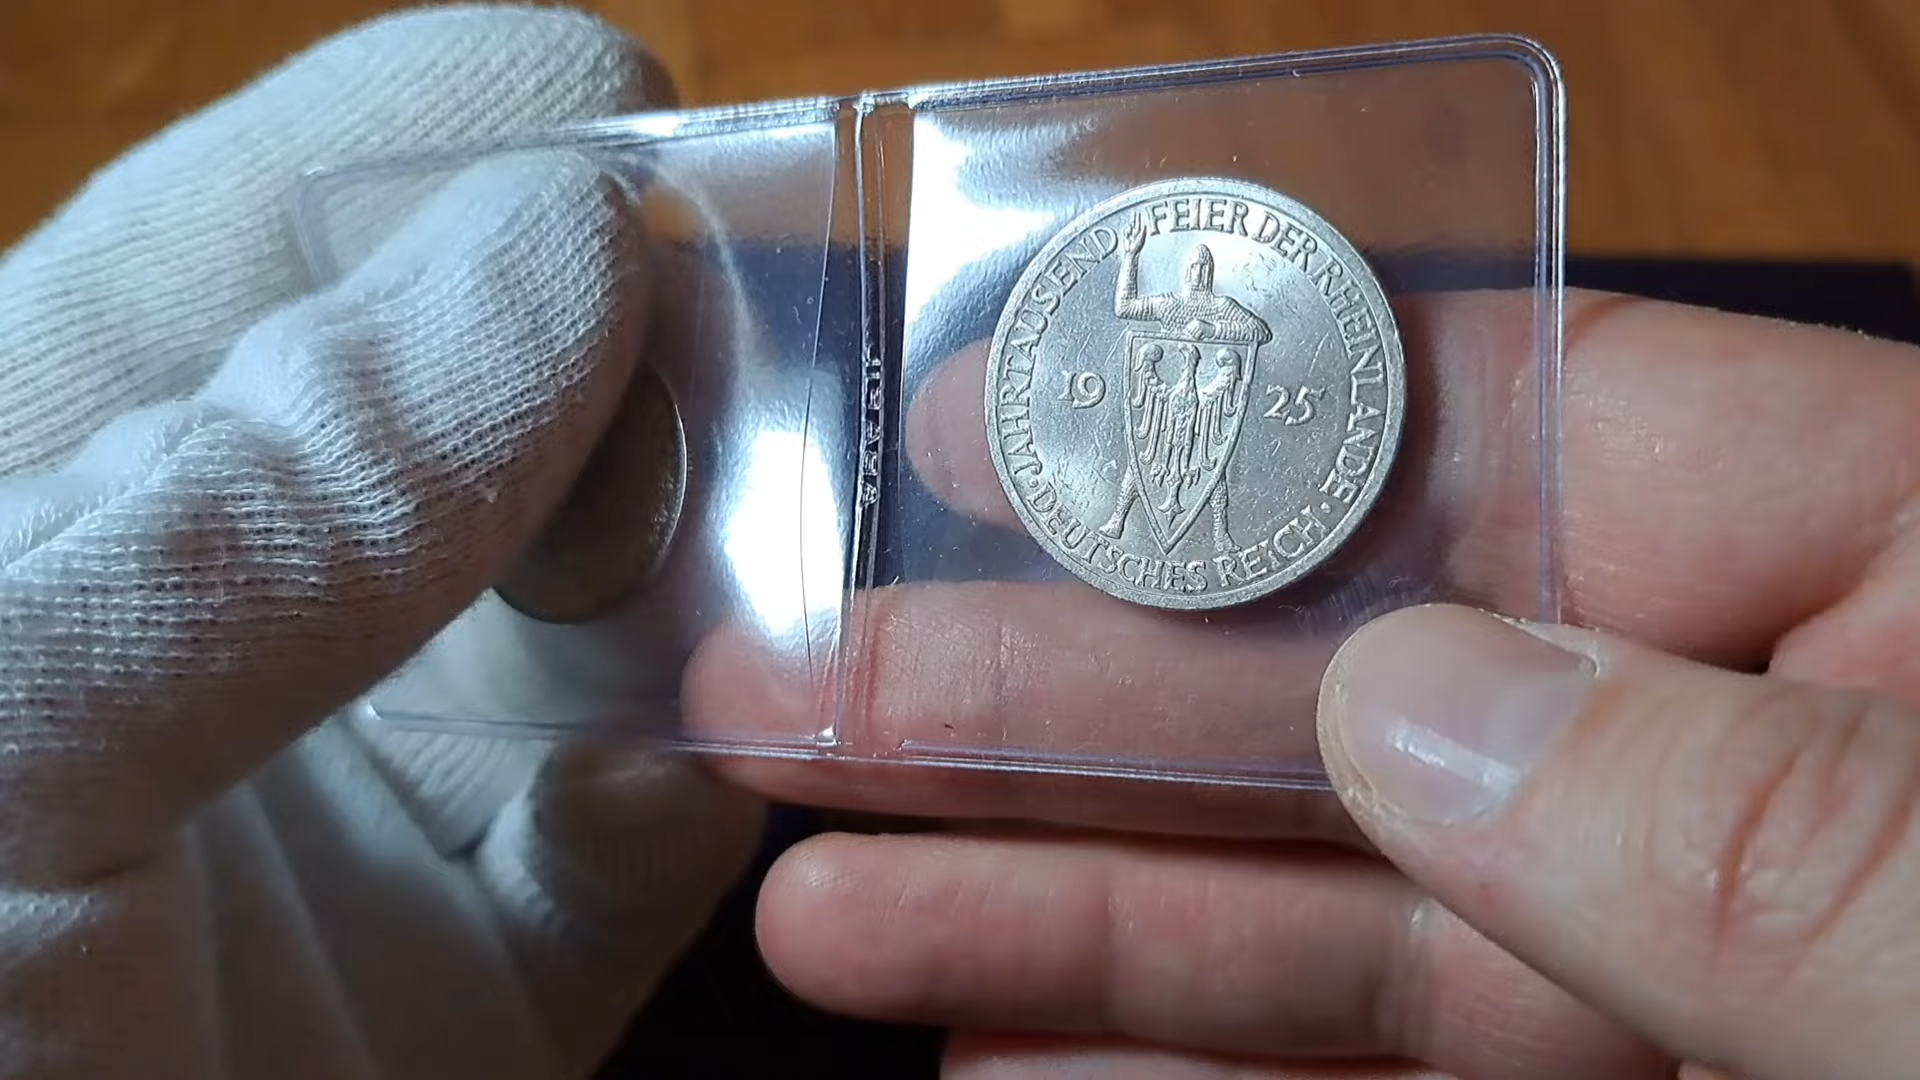 JAHRTAUSEND FEIER DER RHEINLANDE
19 25
· DEUTSCHES REICH ·